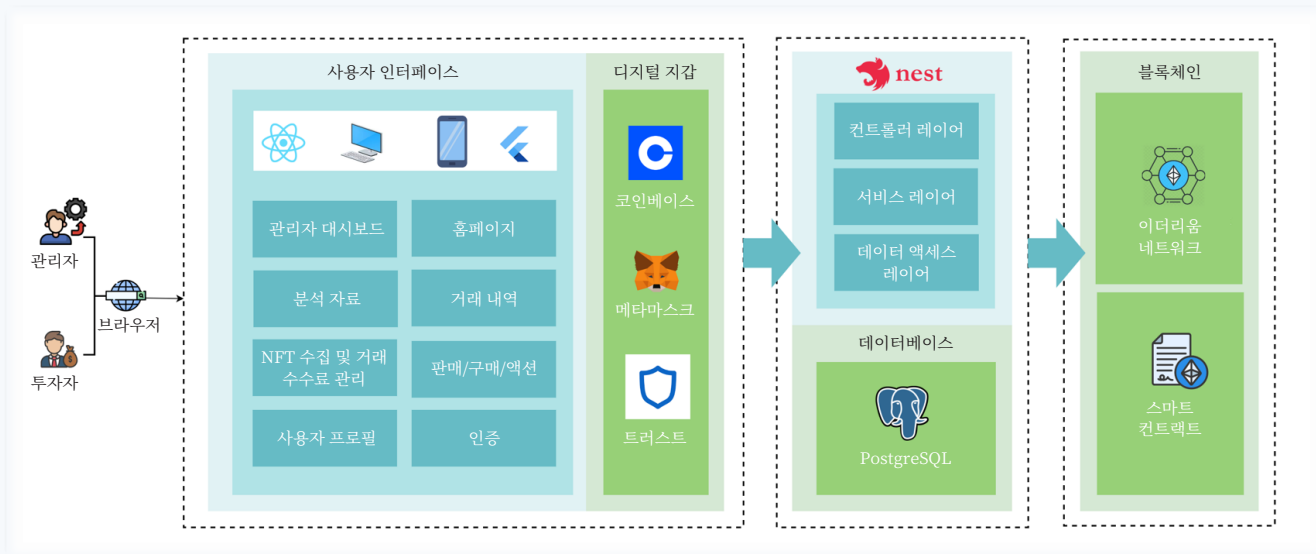 관리자
투자자
브라우저
사용자 인터페이스
관리자 대시보드
홈페이지
분석 자료
거래 내역
NFT 수집 및 거래
수수료 관리
판매/구매/액션
사용자 프로필
인증
디지털 지갑
코인베이스
메타마스크
트러스트
nest
컨트롤러 레이어
서비스 레이어
데이터 액세스
레이어
데이터베이스
PostgreSQL
블록체인
이더리움
네트워크
스마트
컨트랙트